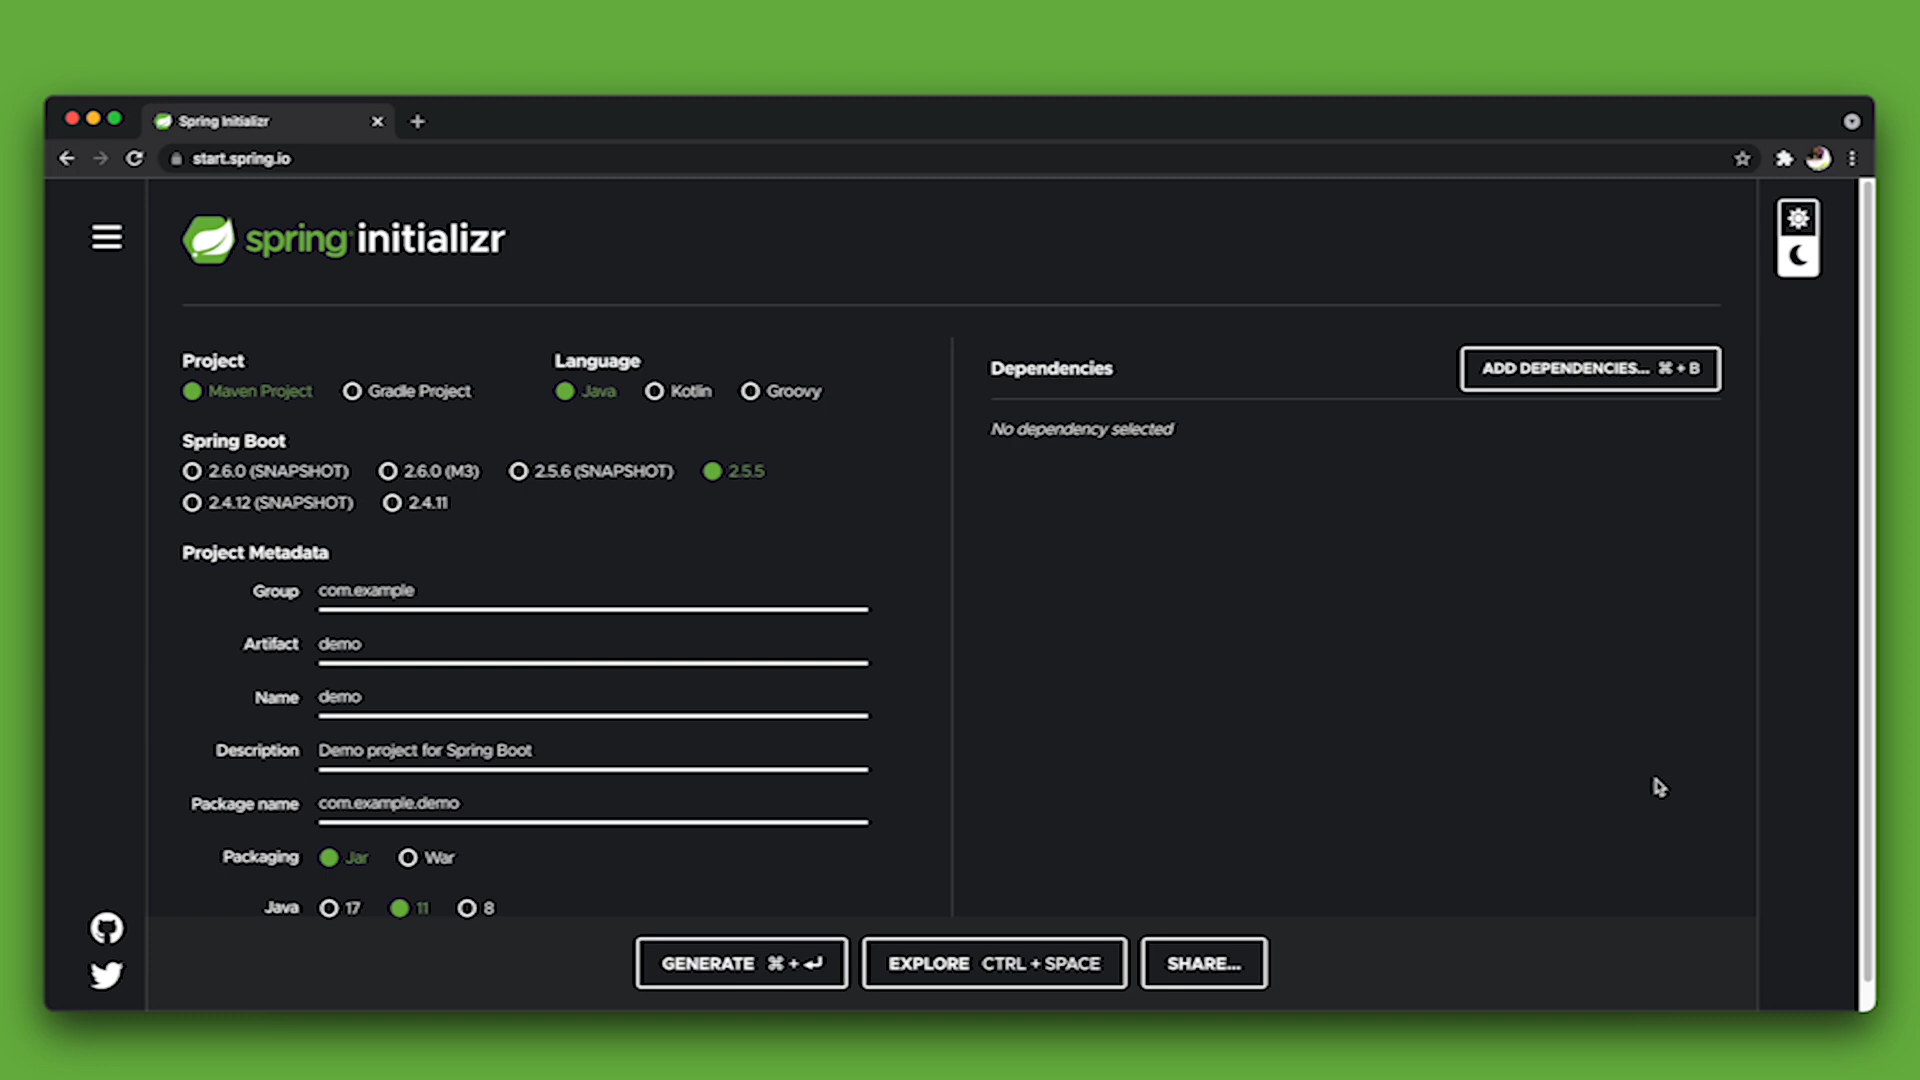 Spring Initializr
start.spring.io
spring initializr
Project
Maven Project Gradle Project
Language
Java Kotlin Groovy
Spring Boot
2.6.0 (SNAPSHOT) 2.6.0 (M3) 2.5.6 (SNAPSHOT) 2.5.5
2.4.12 (SNAPSHOT) 2.4.11
Project Metadata
Group com.example
Artifact demo
Name demo
Description Demo project for Spring Boot
Package name com.example.demo
Packaging Jar War
Java 17 11 8
Dependencies
ADD DEPENDENCIES... ⌘ + B
No dependency selected
GENERATE ⌘ + ↵
EXPLORE CTRL + SPACE
SHARE...